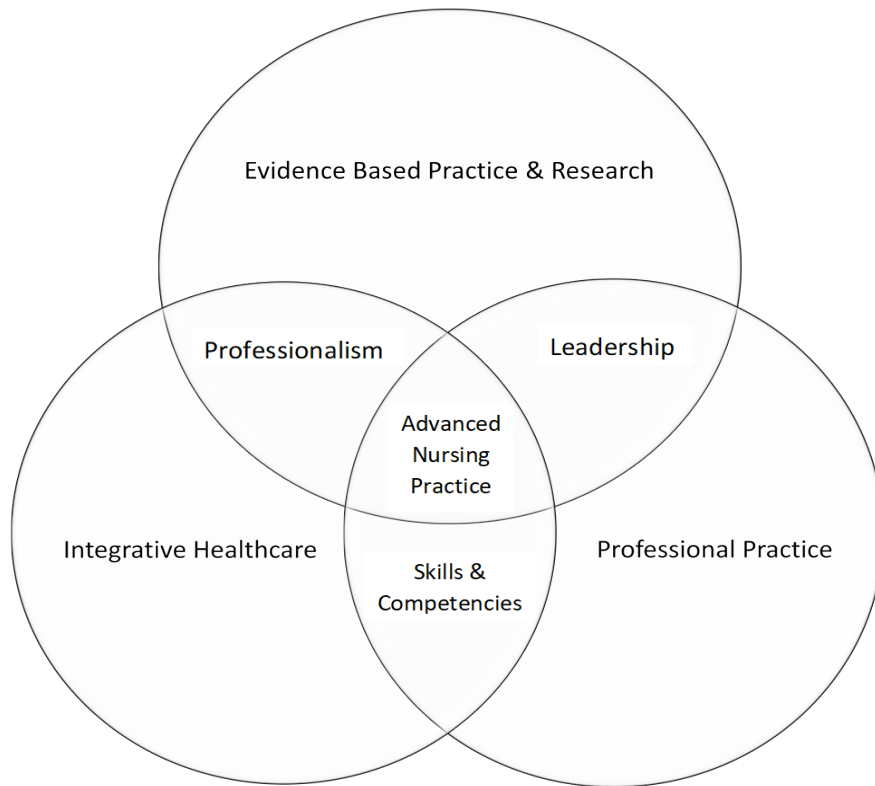 Evidence Based Practice & Research
Professionalism
Leadership
Advanced
Nursing
Practice
Integrative Healthcare
Professional Practice
Skills &
Competencies